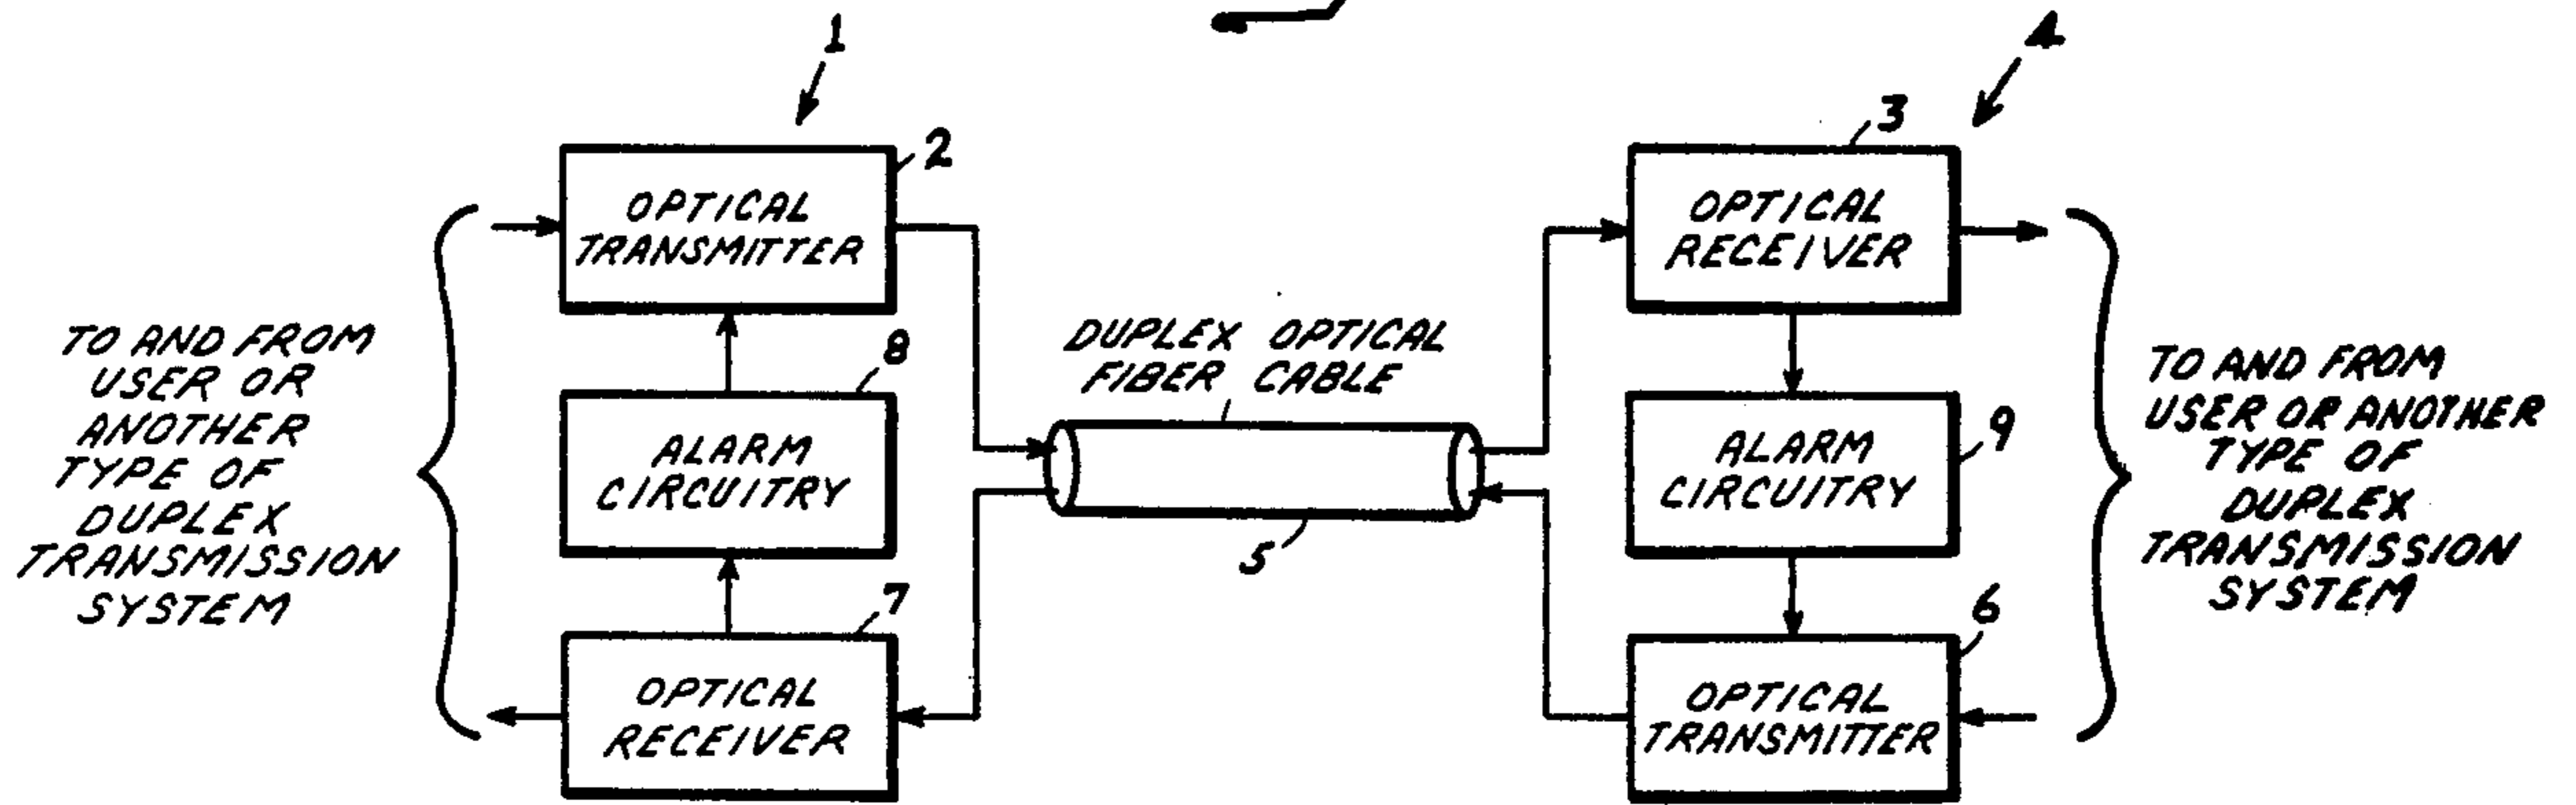 1
4
2
3
OPTICAL
TRANSMITTER
OPTICAL
RECEIVER
TO AND FROM
USER OR
ANOTHER
TYPE OF
DUPLEX
TRANSMISSION
SYSTEM
8
ALARM
CIRCUITRY
DUPLEX OPTICAL
FIBER CABLE
5
ALARM
CIRCUITRY
9
TO AND FROM
USER OR ANOTHER
TYPE OF
DUPLEX
TRANSMISSION
SYSTEM
7
OPTICAL
RECEIVER
6
OPTICAL
TRANSMITTER